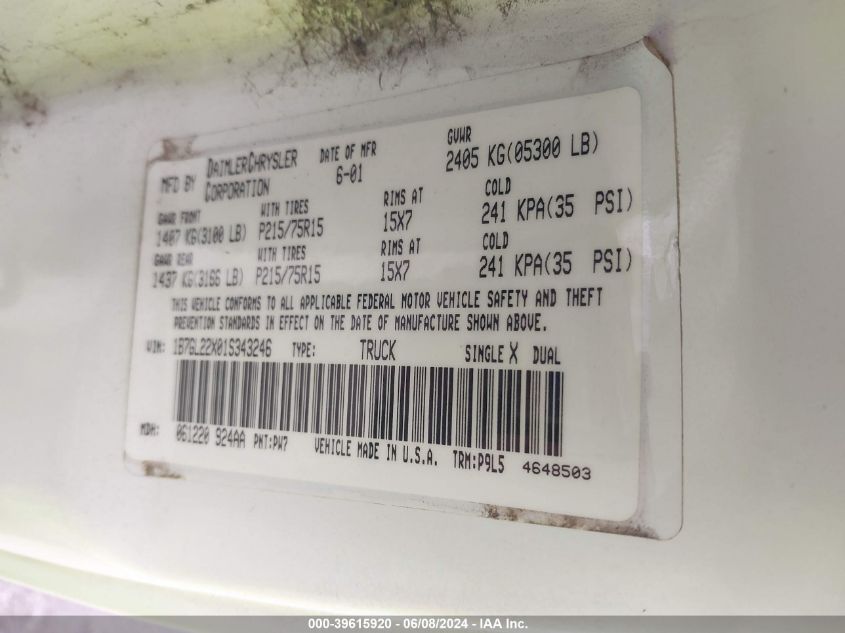 MFD BY DAIMLERCHRYSLER CORPORATION DATE OF MFR 6-01 GVWR 2405 KG(05300 LB)
GAWR FRONT WITH TIRES RIMS AT COLD
1407 KG(3100 LB) P215/75R15 15X7 241 KPA(35 PSI)
GAWR REAR WITH TIRES RIMS AT COLD
1437 KG(3166 LB) P215/75R15 15X7 241 KPA(35 PSI)
THIS VEHICLE CONFORMS TO ALL APPLICABLE FEDERAL MOTOR VEHICLE SAFETY AND THEFT
PREVENTION STANDARDS IN EFFECT ON THE DATE OF MANUFACTURE SHOWN ABOVE.
VIN: 1B7GL22X01S343246 TYPE: TRUCK SINGLE X DUAL
MDH: 061220 924AA PNT:PW7 VEHICLE MADE IN U.S.A. TRM:P9L5 4648503
000-39615920 - 06/08/2024 - IAA Inc.